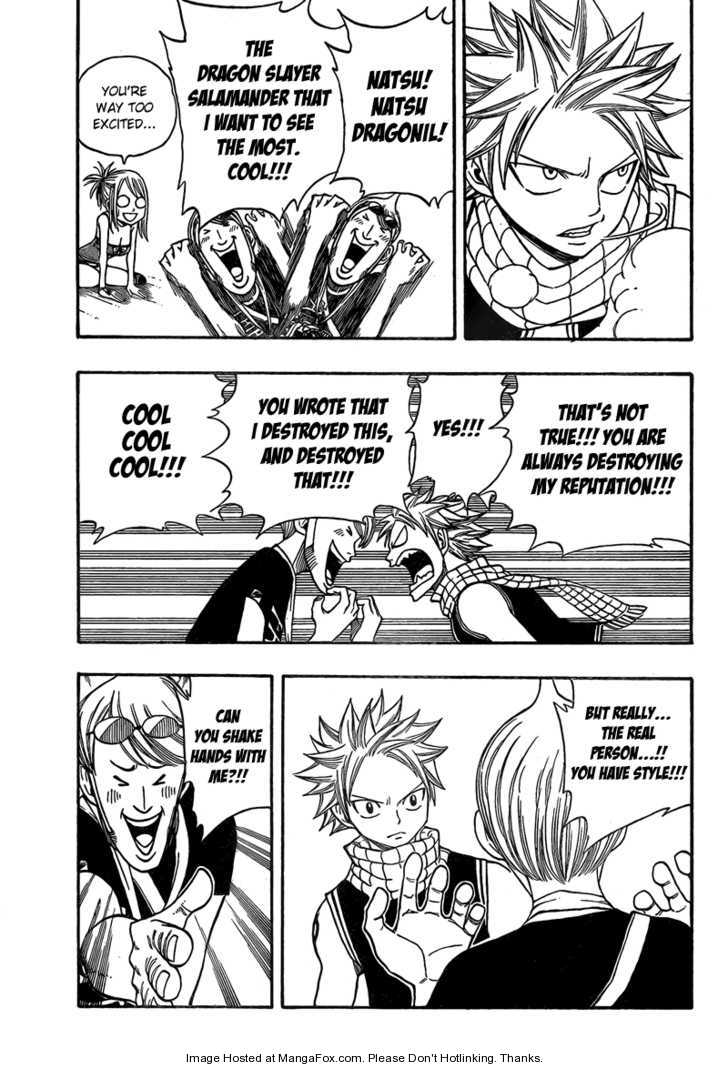 NATSU!
NATSU
DRAGONIL!
THE
DRAGON SLAYER
SALAMANDER THAT
I WANT TO SEE
THE MOST.
COOL!!!
YOU'RE
WAY TOO
EXCITED...
THAT'S NOT
TRUE!!! YOU ARE
ALWAYS DESTROYING
MY REPUTATION!!!
YES!!!
YOU WROTE THAT
I DESTROYED THIS,
AND DESTROYED
THAT!!!
COOL
COOL
COOL!!!
BUT REALLY...
THE REAL
PERSON...!!
YOU HAVE STYLE!!!
CAN
YOU SHAKE
HANDS WITH
ME?!!
Image Hosted at MangaFox.com. Please Don't Hotlinking. Thanks.